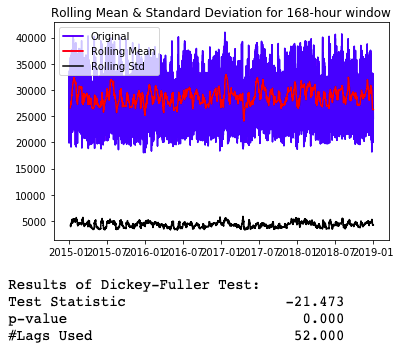 Rolling Mean & Standard Deviation for 168-hour window
Original
Rolling Mean
Rolling Std
40000
35000
30000
25000
20000
15000
10000
5000
2015-01 2015-07 2016-01 2016-07 2017-01 2017-07 2018-01 2018-07 2019-01
Results of Dickey-Fuller Test:
Test Statistic -21.473
p-value 0.000
#Lags Used 52.000